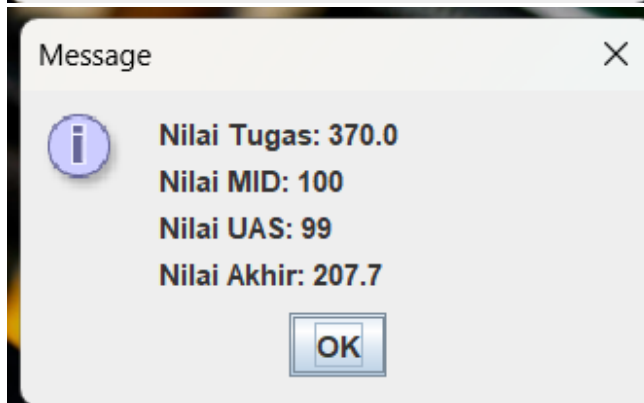 Message
Nilai Tugas: 370.0
Nilai MID: 100
Nilai UAS: 99
Nilai Akhir: 207.7
OK